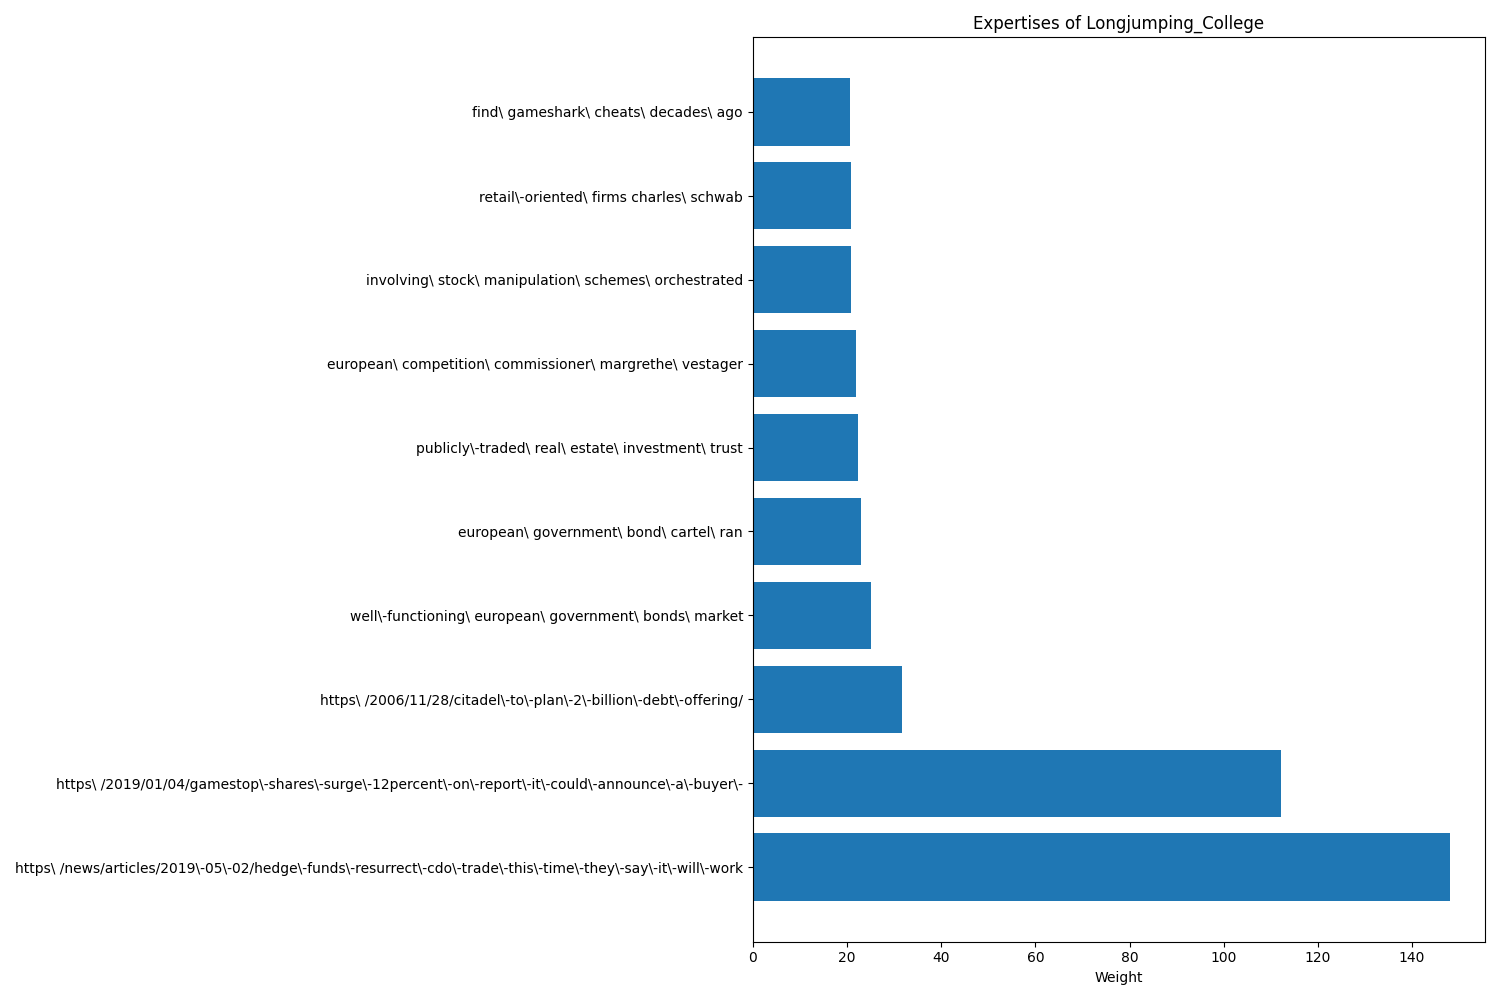 Expertises of Longjumping_College
find\ gameshark\ cheats\ decades\ ago
retail\-oriented\ firms charles\ schwab
involving\ stock\ manipulation\ schemes\ orchestrated
european\ competition\ commissioner\ margrethe\ vestager
publicly\-traded\ real\ estate\ investment\ trust
european\ government\ bond\ cartel\ ran
well\-functioning\ european\ government\ bonds\ market
https\ /2006/11/28/citadel\-to\-plan\-2\-billion\-debt\-offering/
https\ /2019/01/04/gamestop\-shares\-surge\-12percent\-on\-report\-it\-could\-announce\-a\-buyer\-
https\ /news/articles/2019\-05\-02/hedge\-funds\-resurrect\-cdo\-trade\-this\-time\-they\-say\-it\-will\-work
0 20 40 60 80 100 120 140
Weight